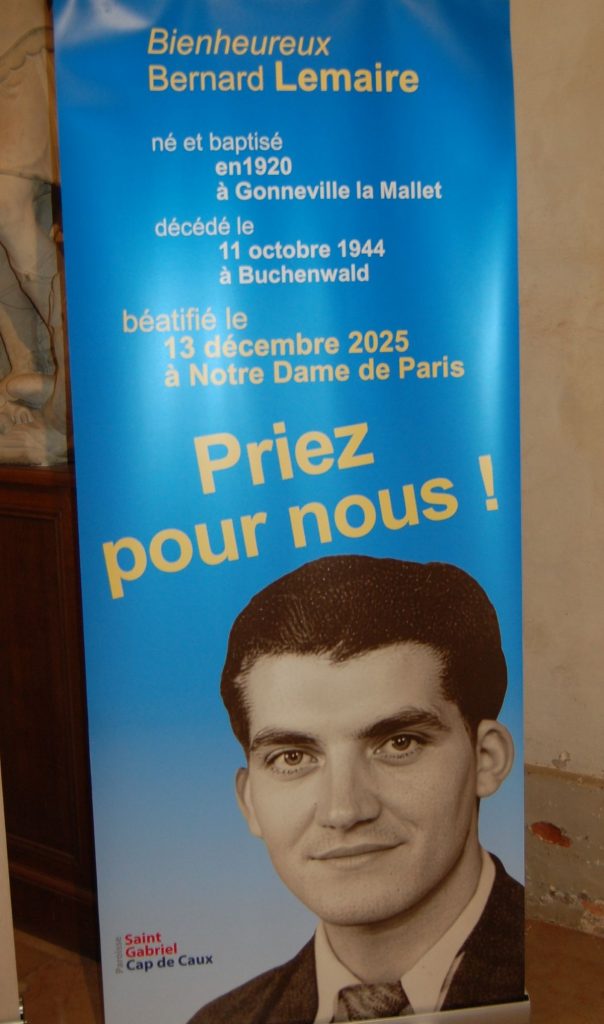 Bienheureux
Bernard Lemaire
né et baptisé
en1920
à Gonneville la Mallet
décédé le
11 octobre 1944
à Buchenwald
béatifié le
13 décembre 2025
à Notre Dame de Paris
Priez
pour nous !
Paroisse
Saint
Gabriel
Cap de Caux